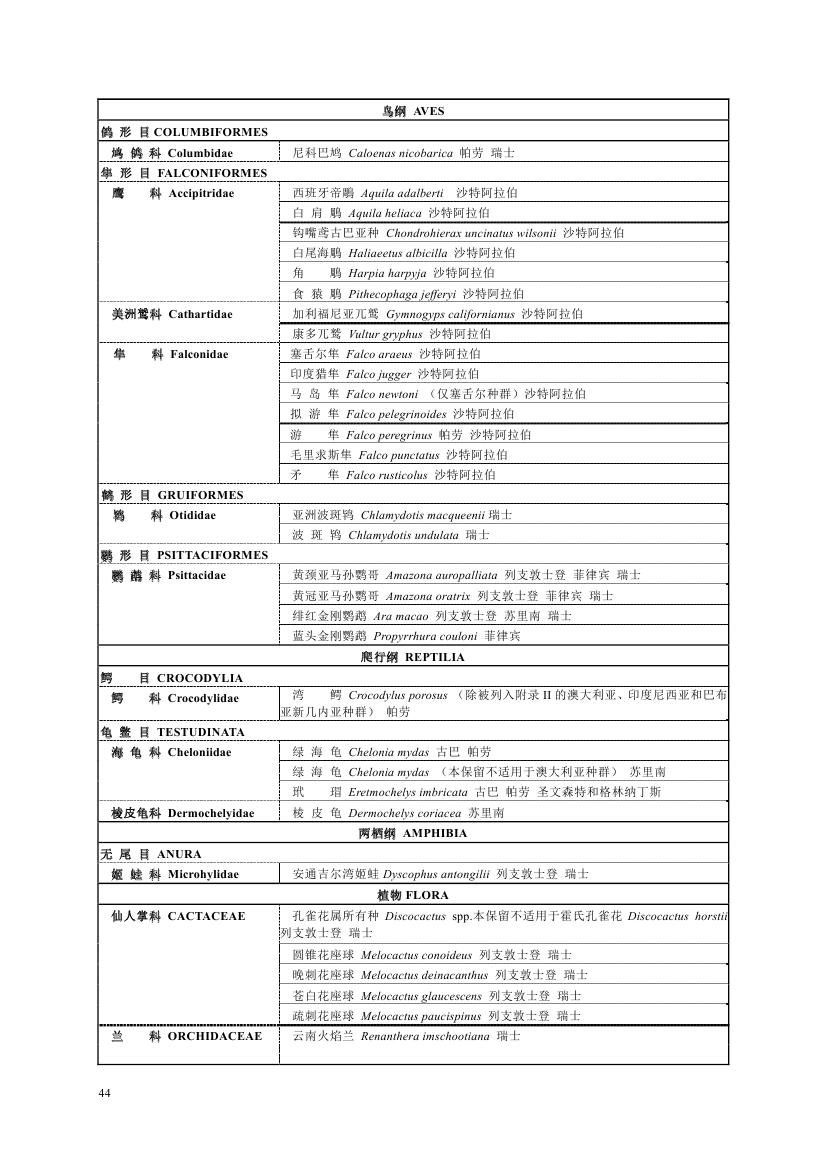 鸟纲 AVES
鸽 形 目 COLUMBIFORMES
鸠 鸽 科 Columbidae 尼科巴鸠 Caloenas nicobarica 帕劳 瑞士
隼 形 目 FALCONIFORMES
鹰 科 Accipitridae 西班牙帝鵰 Aquila adalberti 沙特阿拉伯
白 肩 鵰 Aquila heliaca 沙特阿拉伯
钩嘴鸢古巴亚种 Chondrohierax uncinatus wilsonii 沙特阿拉伯
白尾海鵰 Haliaeetus albicilla 沙特阿拉伯
角 鵰 Harpia harpyja 沙特阿拉伯
食 猿 鵰 Pithecophaga jefferyi 沙特阿拉伯
美洲鹫科 Cathartidae 加利福尼亚兀鹫 Gymnogyps californianus 沙特阿拉伯
康多兀鹫 Vultur gryphus 沙特阿拉伯
隼 科 Falconidae 塞舌尔隼 Falco araeus 沙特阿拉伯
印度猎隼 Falco jugger 沙特阿拉伯
马 岛 隼 Falco newtoni （仅塞舌尔种群）沙特阿拉伯
拟 游 隼 Falco pelegrinoides 沙特阿拉伯
游 隼 Falco peregrinus 帕劳 沙特阿拉伯
毛里求斯隼 Falco punctatus 沙特阿拉伯
矛 隼 Falco rusticolus 沙特阿拉伯
鹤 形 目 GRUIFORMES
鸨 科 Otididae 亚洲波斑鸨 Chlamydotis macqueenii 瑞士
波 斑 鸨 Chlamydotis undulata 瑞士
鹦 形 目 PSITTACIFORMES
鹦 鹉 科 Psittacidae 黄颈亚马孙鹦哥 Amazona auropalliata 列支敦士登 菲律宾 瑞士
黄冠亚马孙鹦哥 Amazona oratrix 列支敦士登 菲律宾 瑞士
绯红金刚鹦鹉 Ara macao 列支敦士登 苏里南 瑞士
蓝头金刚鹦鹉 Propyrrhura couloni 菲律宾
爬行纲 REPTILIA
鳄 目 CROCODYLIA
鳄 科 Crocodylidae 湾 鳄 Crocodylus porosus （除被列入附录 II 的澳大利亚、印度尼西亚和巴布
亚新几内亚种群） 帕劳
龟 鳖 目 TESTUDINATA
海 龟 科 Cheloniidae 绿 海 龟 Chelonia mydas 古巴 帕劳
绿 海 龟 Chelonia mydas （本保留不适用于澳大利亚种群） 苏里南
玳 瑁 Eretmochelys imbricata 古巴 帕劳 圣文森特和格林纳丁斯
棱皮龟科 Dermochelyidae 棱 皮 龟 Dermochelys coriacea 苏里南
两栖纲 AMPHIBIA
无 尾 目 ANURA
姬 蛙 科 Microhylidae 安通吉尔湾姬蛙 Dyscophus antongilii 列支敦士登 瑞士
植物 FLORA
仙人掌科 CACTACEAE 孔雀花属所有种 Discocactus spp.本保留不适用于霍氏孔雀花 Discocactus horstii
列支敦士登 瑞士
圆锥花座球 Melocactus conoideus 列支敦士登 瑞士
晚刺花座球 Melocactus deinacanthus 列支敦士登 瑞士
苍白花座球 Melocactus glaucescens 列支敦士登 瑞士
疏刺花座球 Melocactus paucispinus 列支敦士登 瑞士
兰 科 ORCHIDACEAE 云南火焰兰 Renanthera imschootiana 瑞士
44